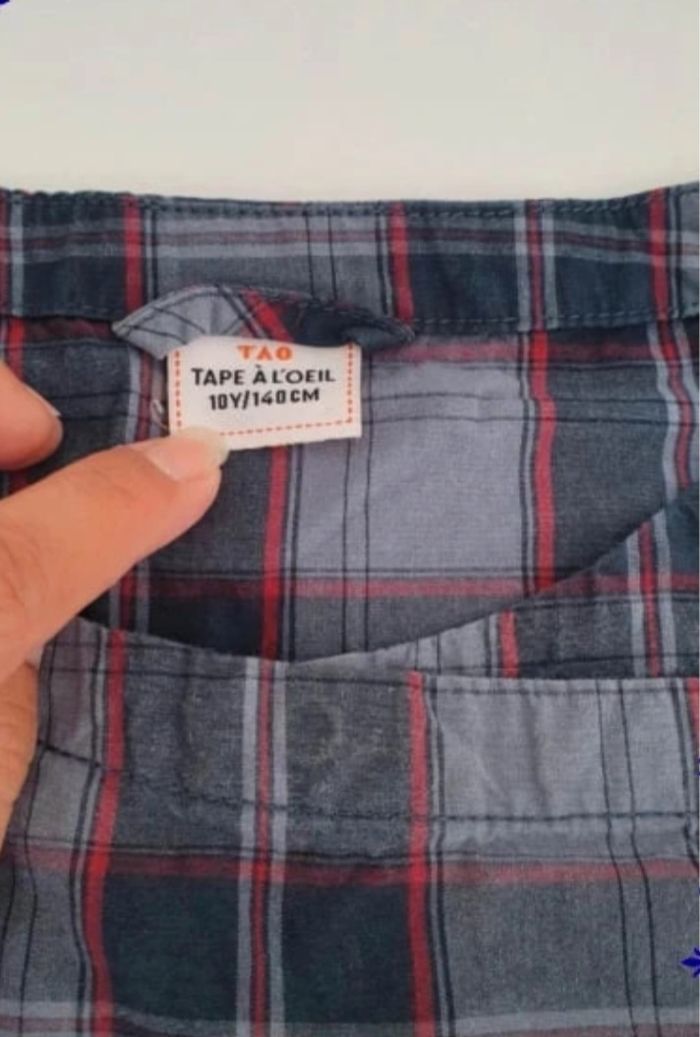 TAO
TAPE À L'OEIL
10Y/140CM